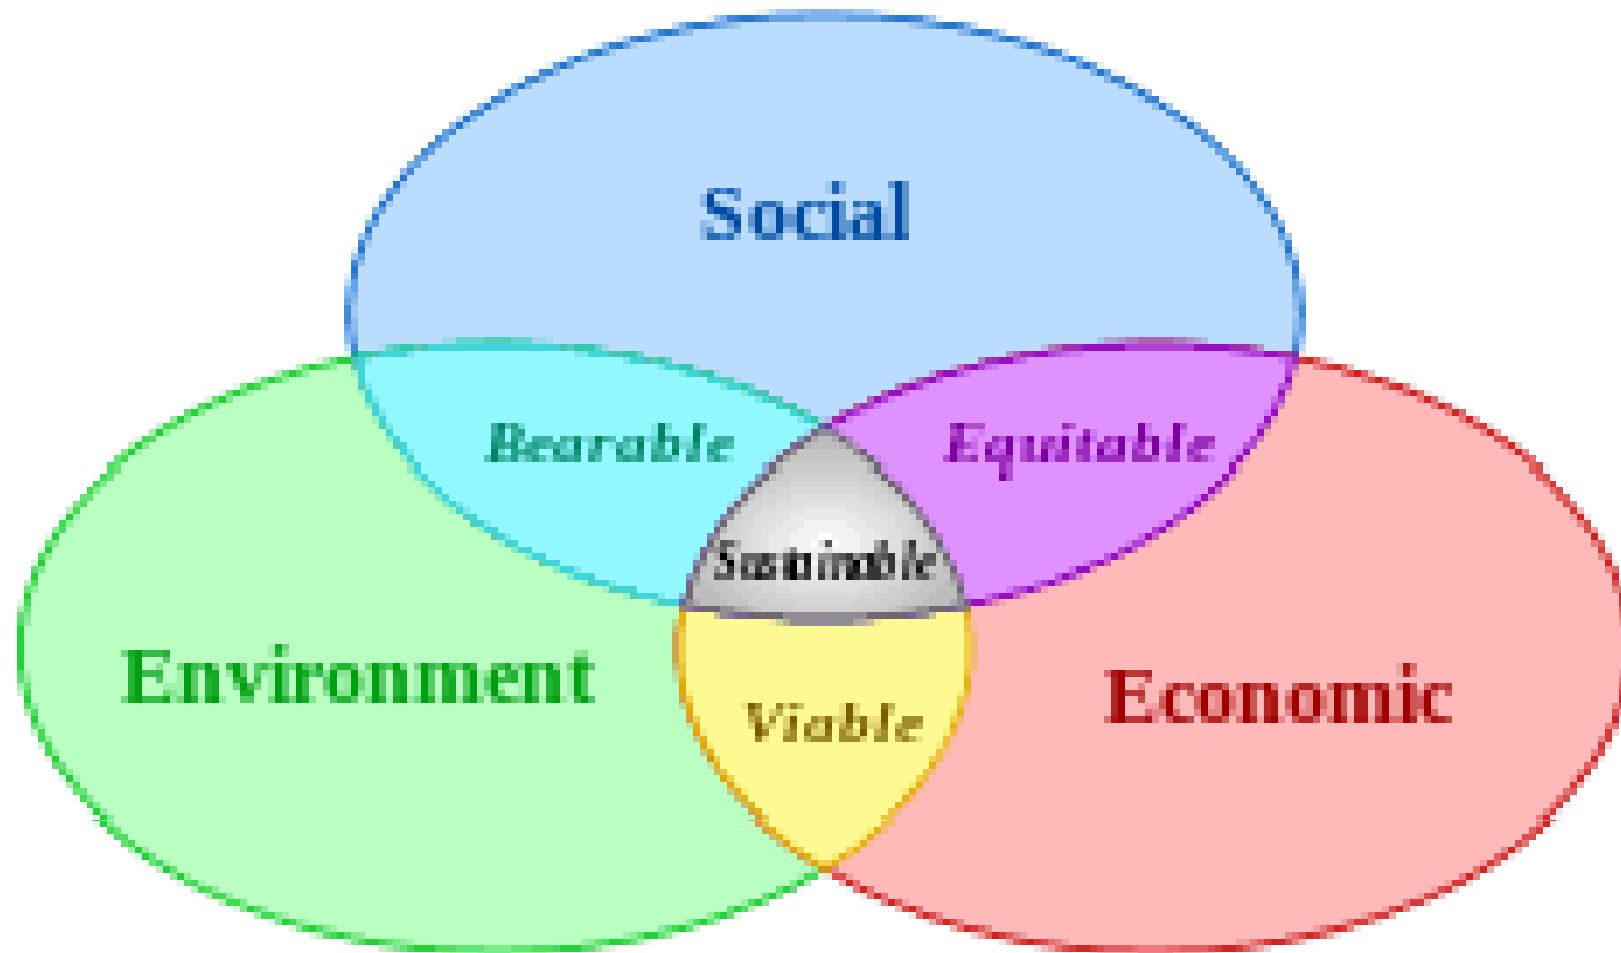 Social
Bearable
Equitable
Sustainable
Environment
Economic
Viable